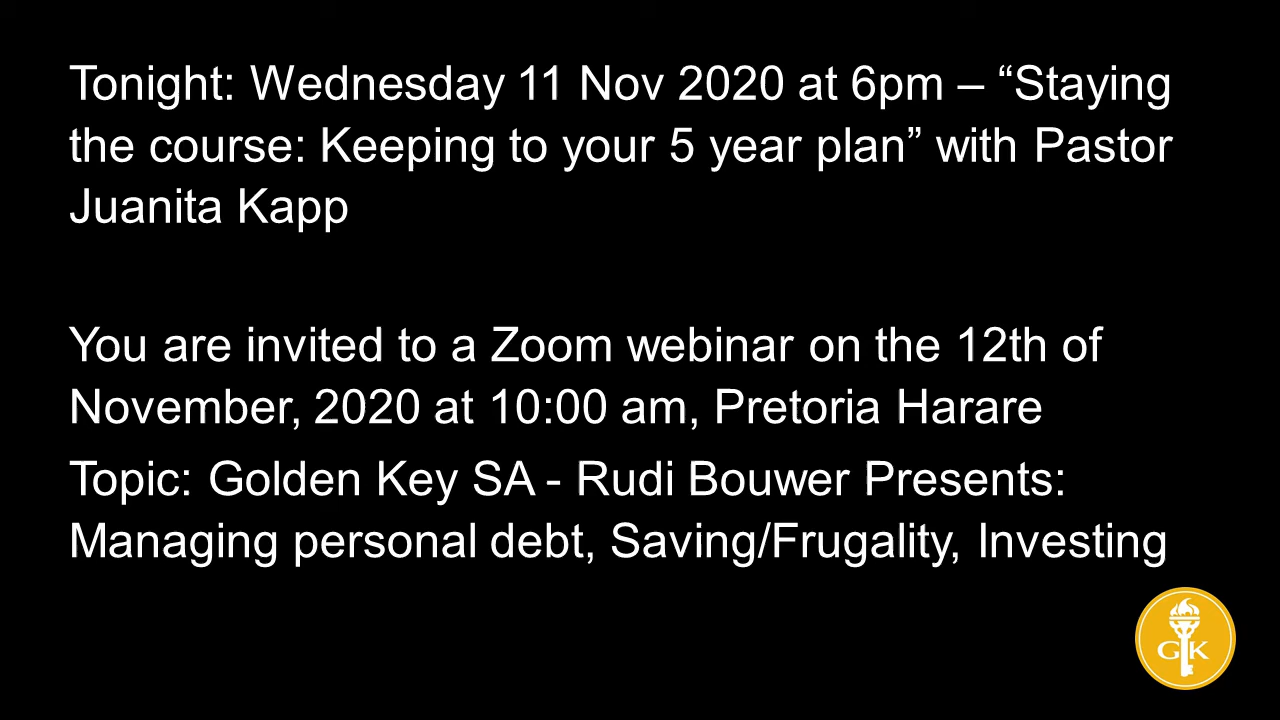 Tonight: Wednesday 11 Nov 2020 at 6pm – “Staying
the course: Keeping to your 5 year plan” with Pastor
Juanita Kapp
You are invited to a Zoom webinar on the 12th of
November, 2020 at 10:00 am, Pretoria Harare
Topic: Golden Key SA - Rudi Bouwer Presents:
Managing personal debt, Saving/Frugality, Investing
GK